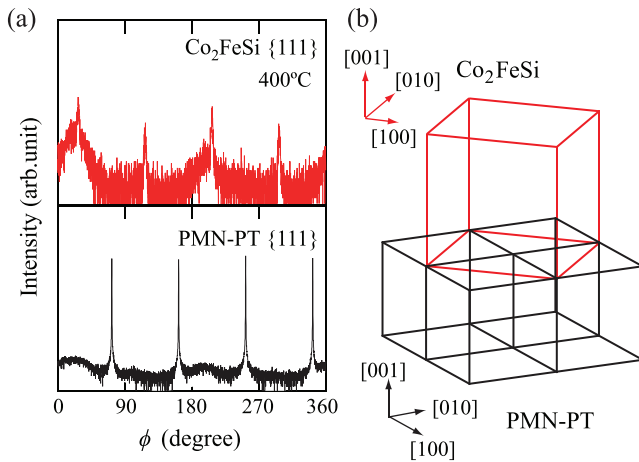 (a)
Co₂FeSi {111}
400ºC
PMN-PT {111}
Intensity (arb.unit)
0 90 180 270 360
ϕ (degree)
(b)
[001]
[010]
[100]
Co₂FeSi
[001]
[010]
[100]
PMN-PT